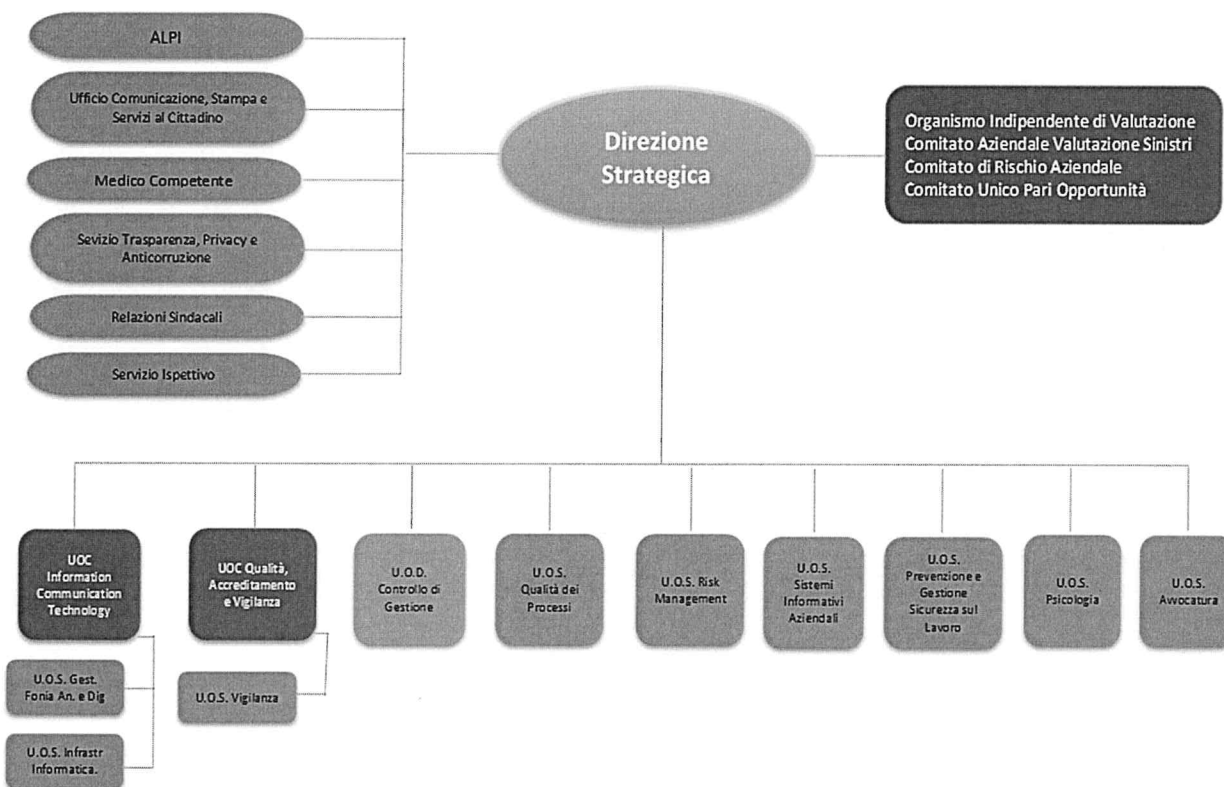 ALPI
Ufficio Comunicazione, Stampa e
Servizi al Cittadino
Medico Competente
Sevizio Trasparenza, Privacy e
Anticorruzione
Relazioni Sindacali
Servizio Ispettivo
Direzione
Strategica
Organismo Indipendente di Valutazione
Comitato Aziendale Valutazione Sinistri
Comitato di Rischio Aziendale
Comitato Unico Pari Opportunità
UOC
Information
Communication
Technology
U.O.S. Gest.
Fonia An. e Dig
U.O.S. Infrastr
Informatica.
UOC Qualità,
Accreditamento
e Vigilanza
U.O.S. Vigilanza
U.O.D.
Controllo di
Gestione
U.O.S.
Qualità dei
Processi
U.O.S. Risk
Management
U.O.S.
Sistemi
Informativi
Aziendali
U.O.S.
Prevenzione e
Gestione
Sicurezza sul
Lavoro
U.O.S.
Psicologia
U.O.S.
Avvocatura